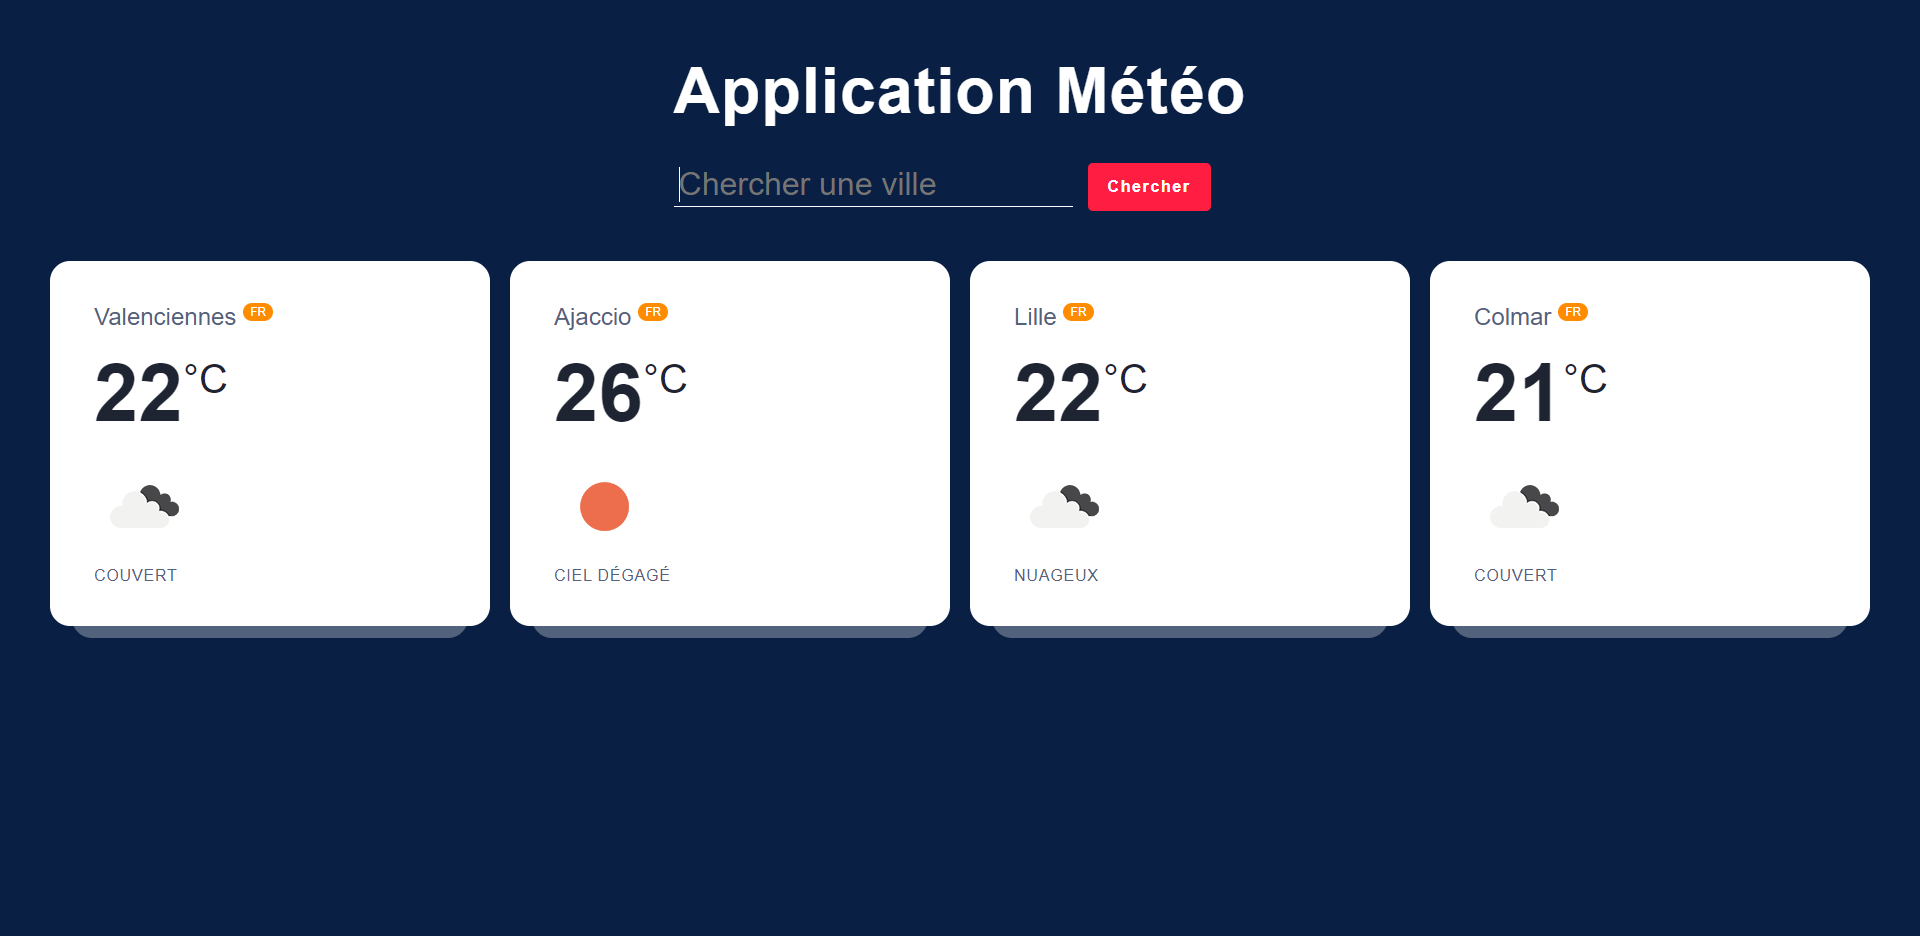 Application Météo
Chercher une ville
Chercher
Valenciennes FR
22°C
COUVERT
Ajaccio FR
26°C
CIEL DÉGAGÉ
Lille FR
22°C
NUAGEUX
Colmar FR
21°C
COUVERT